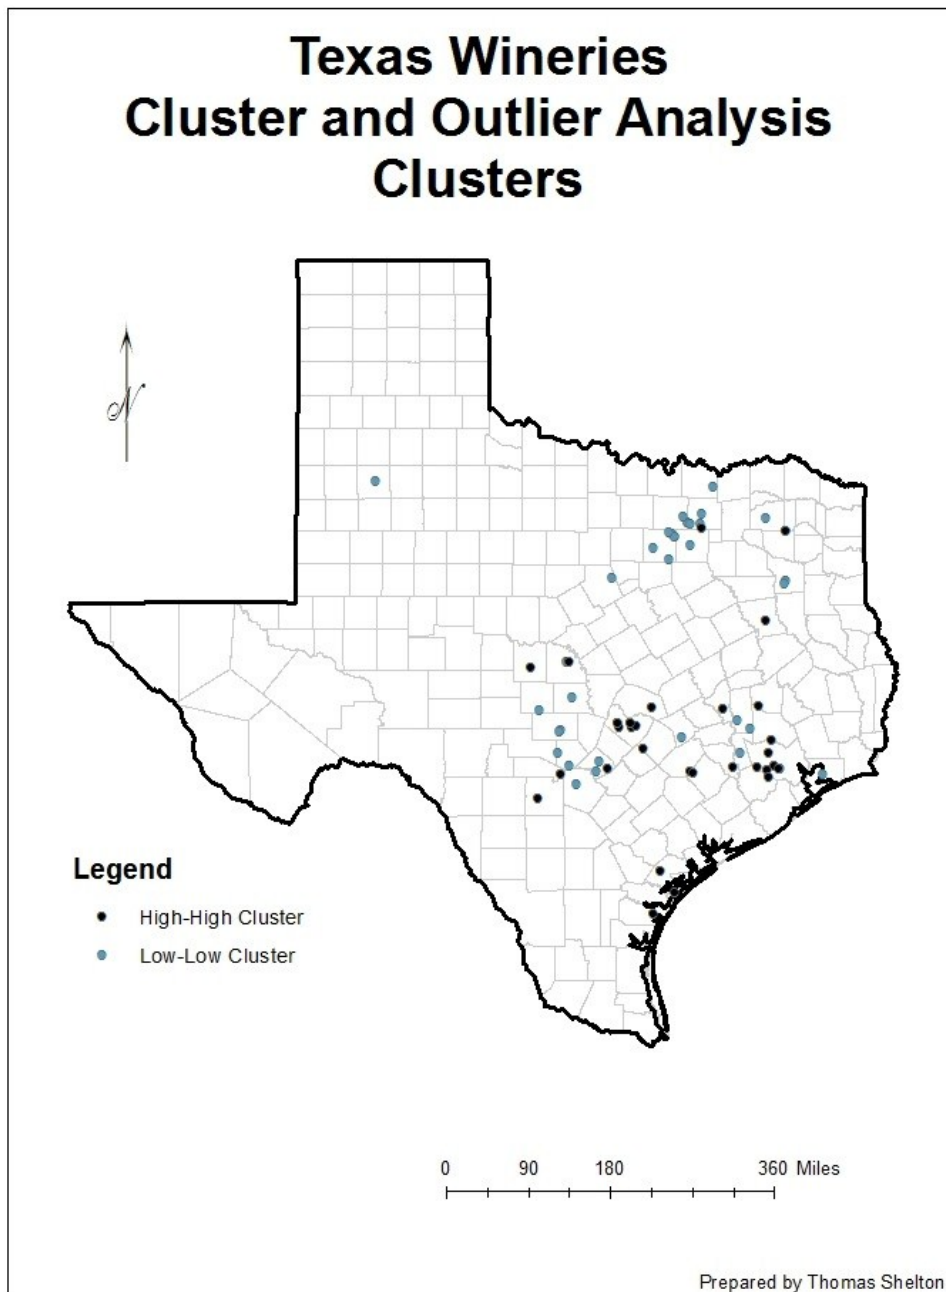 Texas Wineries
Cluster and Outlier Analysis
Clusters
N
Legend
High-High Cluster
Low-Low Cluster
0 90 180 360 Miles
Prepared by Thomas Shelton